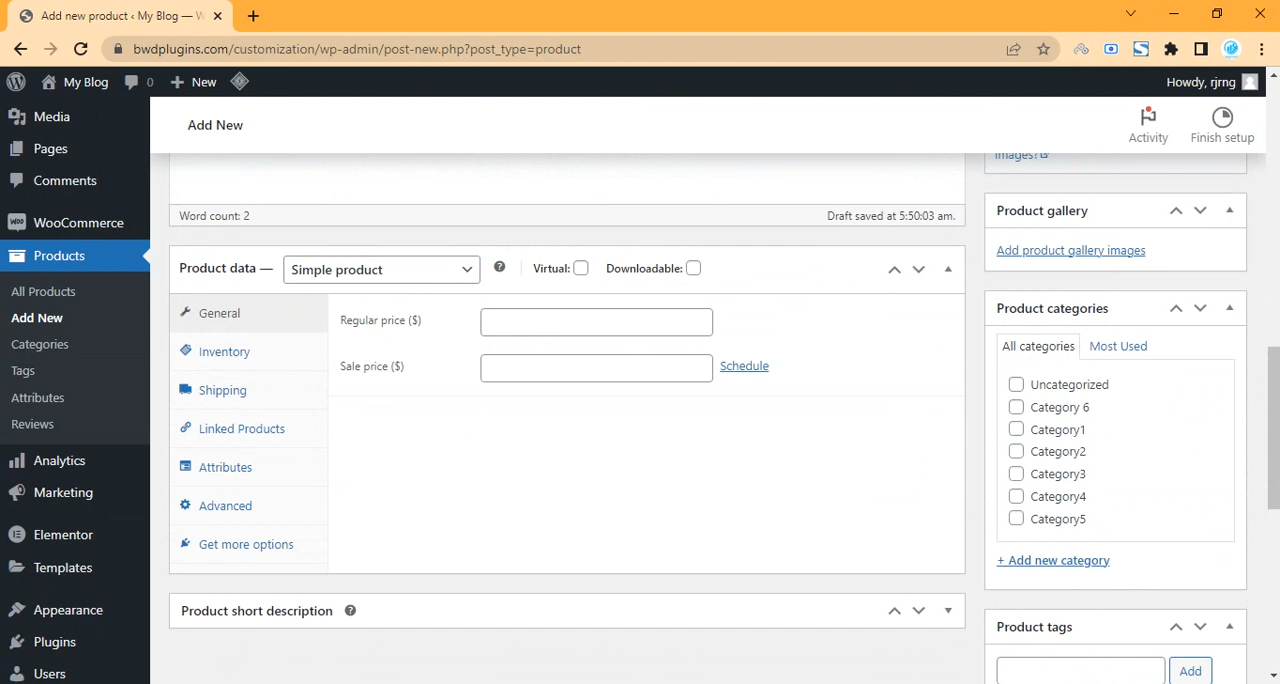 Add new product ‹ My Blog — W
bwdplugins.com/customization/wp-admin/post-new.php?post_type=product
My Blog
0
New
Howdy, rjrng
Media
Pages
Comments
WooCommerce
Products
All Products
Add New
Categories
Tags
Attributes
Reviews
Analytics
Marketing
Elementor
Templates
Appearance
Plugins
Users
Add New
Activity
Finish setup
Word count: 2
Draft saved at 5:50:03 am.
Product data —
Simple product
Virtual:
Downloadable:
General
Inventory
Shipping
Linked Products
Attributes
Advanced
Get more options
Regular price ($)
Sale price ($)
Schedule
Product short description
images?
Product gallery
Add product gallery images
Product categories
All categories
Most Used
Uncategorized
Category 6
Category1
Category2
Category3
Category4
Category5
+ Add new category
Product tags
Add